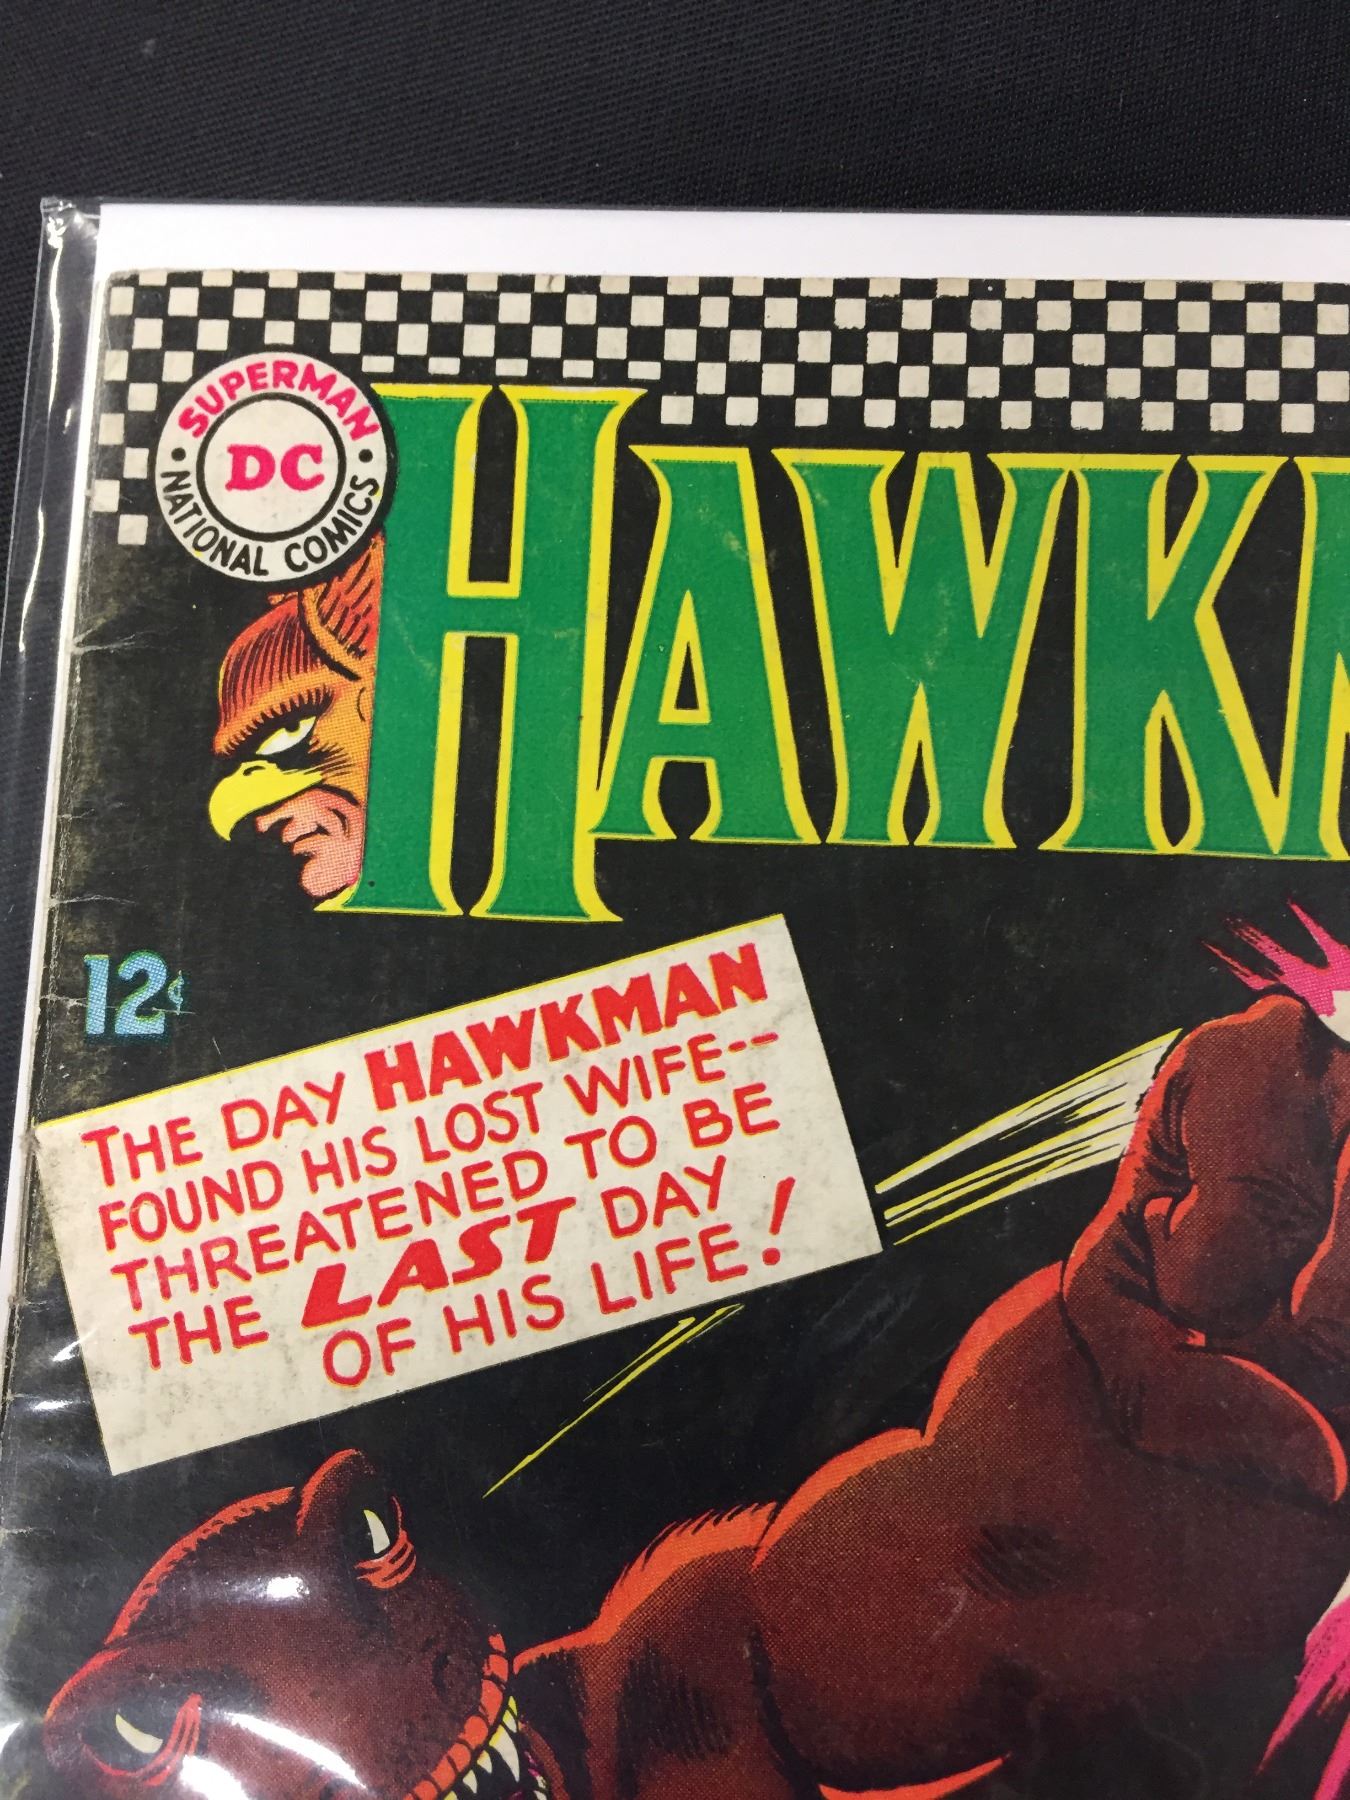 SUPERMAN
DC
NATIONAL COMICS
HAWK
12¢
THE DAY HAWKMAN
FOUND HIS LOST WIFE--
THREATENED TO BE
THE LAST DAY
OF HIS LIFE!